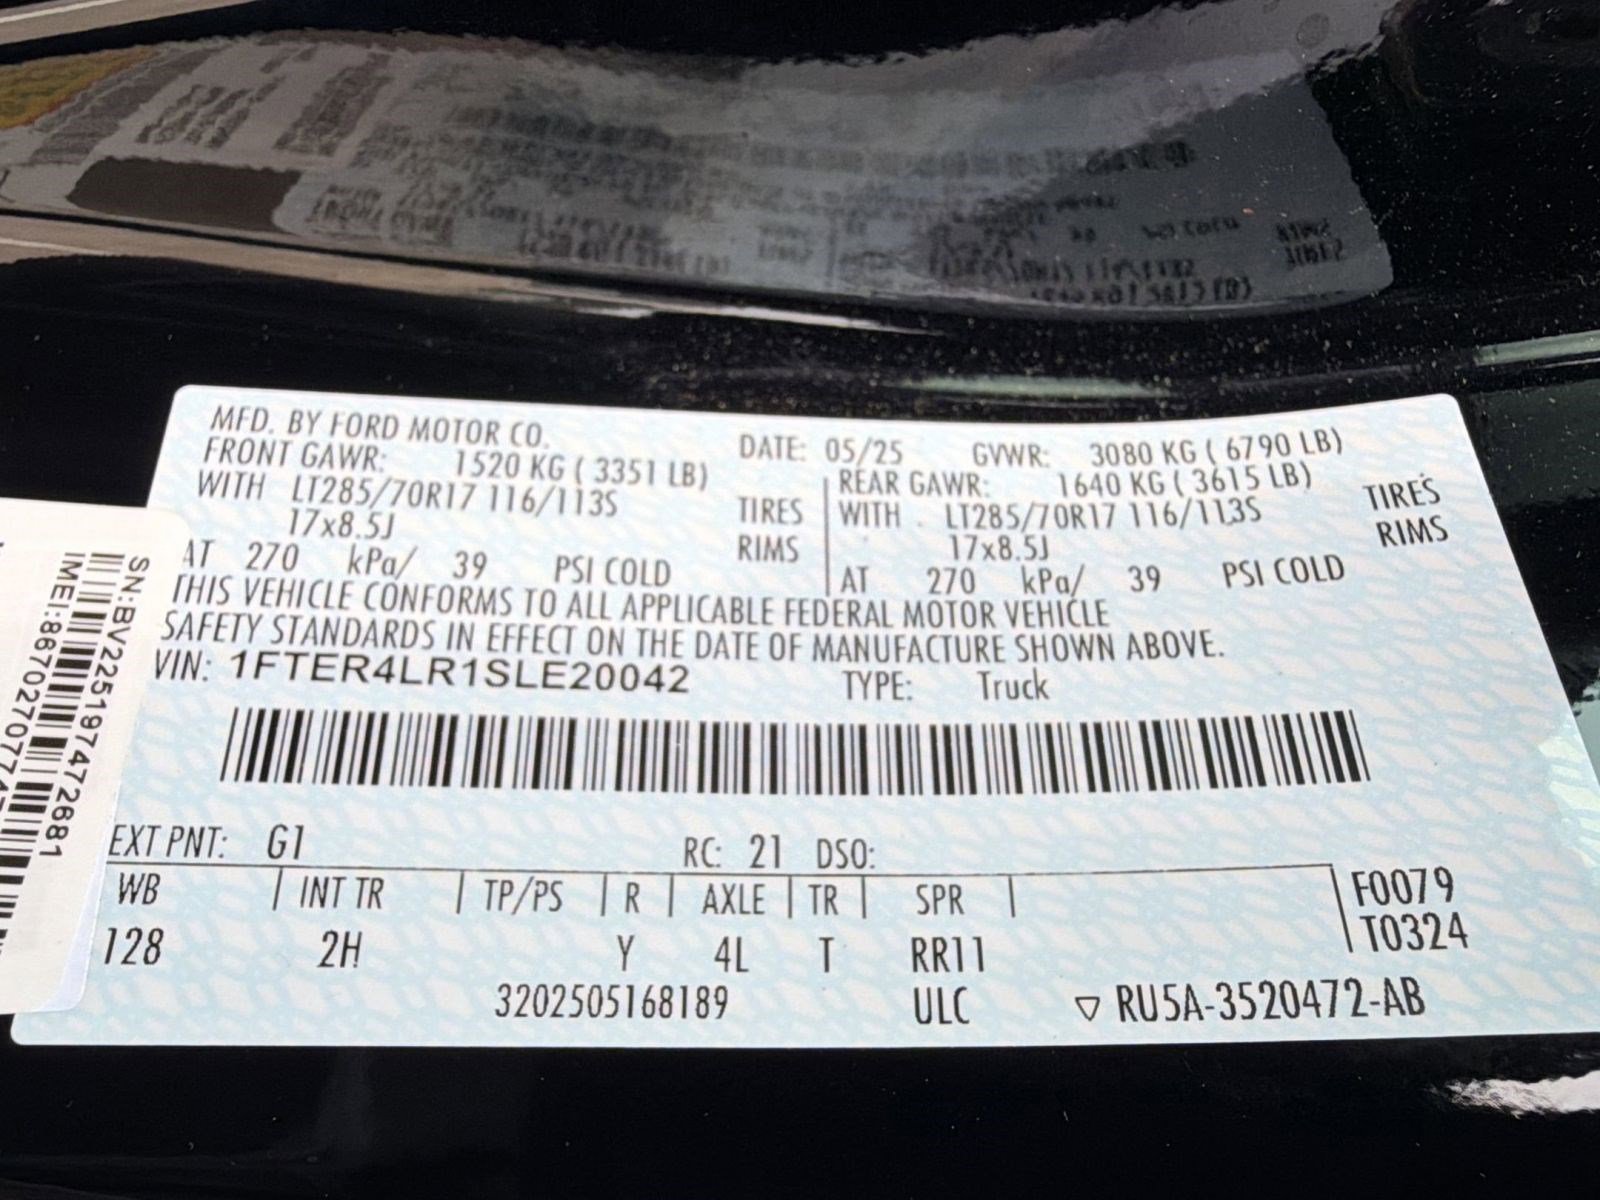 MFD. BY FORD MOTOR CO. DATE: 05/25 GVWR: 3080 KG ( 6790 LB)
FRONT GAWR: 1520 KG ( 3351 LB) REAR GAWR: 1640 KG ( 3615 LB)
WITH LT285/70R17 116/113S TIRES WITH LT285/70R17 116/113S TIRES
17x8.5J RIMS 17x8.5J RIMS
AT 270 kPa/ 39 PSI COLD AT 270 kPa/ 39 PSI COLD
THIS VEHICLE CONFORMS TO ALL APPLICABLE FEDERAL MOTOR VEHICLE
SAFETY STANDARDS IN EFFECT ON THE DATE OF MANUFACTURE SHOWN ABOVE.
VIN: 1FTER4LR1SLE20042 TYPE: Truck
EXT PNT: G1 RC: 21 DSO:
WB INT TR TP/PS R AXLE TR SPR F0079
128 2H Y 4L T RR11 T0324
3202505168189 ULC ▽ RU5A-3520472-AB
SN:BV225197472681